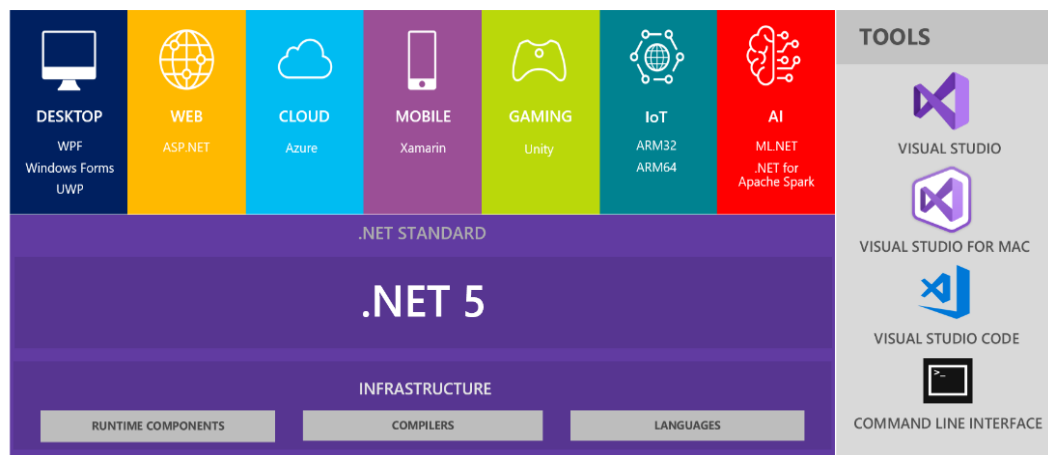 DESKTOP
WPF
Windows Forms
UWP
WEB
ASP.NET
CLOUD
Azure
MOBILE
Xamarin
GAMING
Unity
IoT
ARM32
ARM64
AI
ML.NET
.NET for
Apache Spark
.NET STANDARD
.NET 5
INFRASTRUCTURE
RUNTIME COMPONENTS
COMPILERS
LANGUAGES
TOOLS
VISUAL STUDIO
VISUAL STUDIO FOR MAC
VISUAL STUDIO CODE
>_
COMMAND LINE INTERFACE